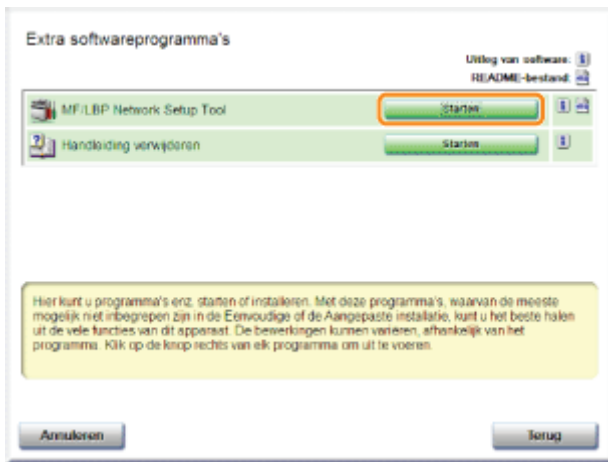 Extra softwareprogramma's
Uitleg van software:
README-bestand:
MF/LBP Network Setup Tool
Starten
Handleiding verwijderen
Starten
Hier kunt u programma's enz. starten of installeren. Met deze programma's, waarvan de meeste
mogelijk niet inbegrepen zijn in de Eenvoudige of de Aangepaste installatie, kunt u het beste halen
uit de vele functies van dit apparaat. De bewerkingen kunnen variëren, afhankelijk van het
programma. Klik op de knop rechts van elk programma om uit te voeren.
Annuleren
Terug